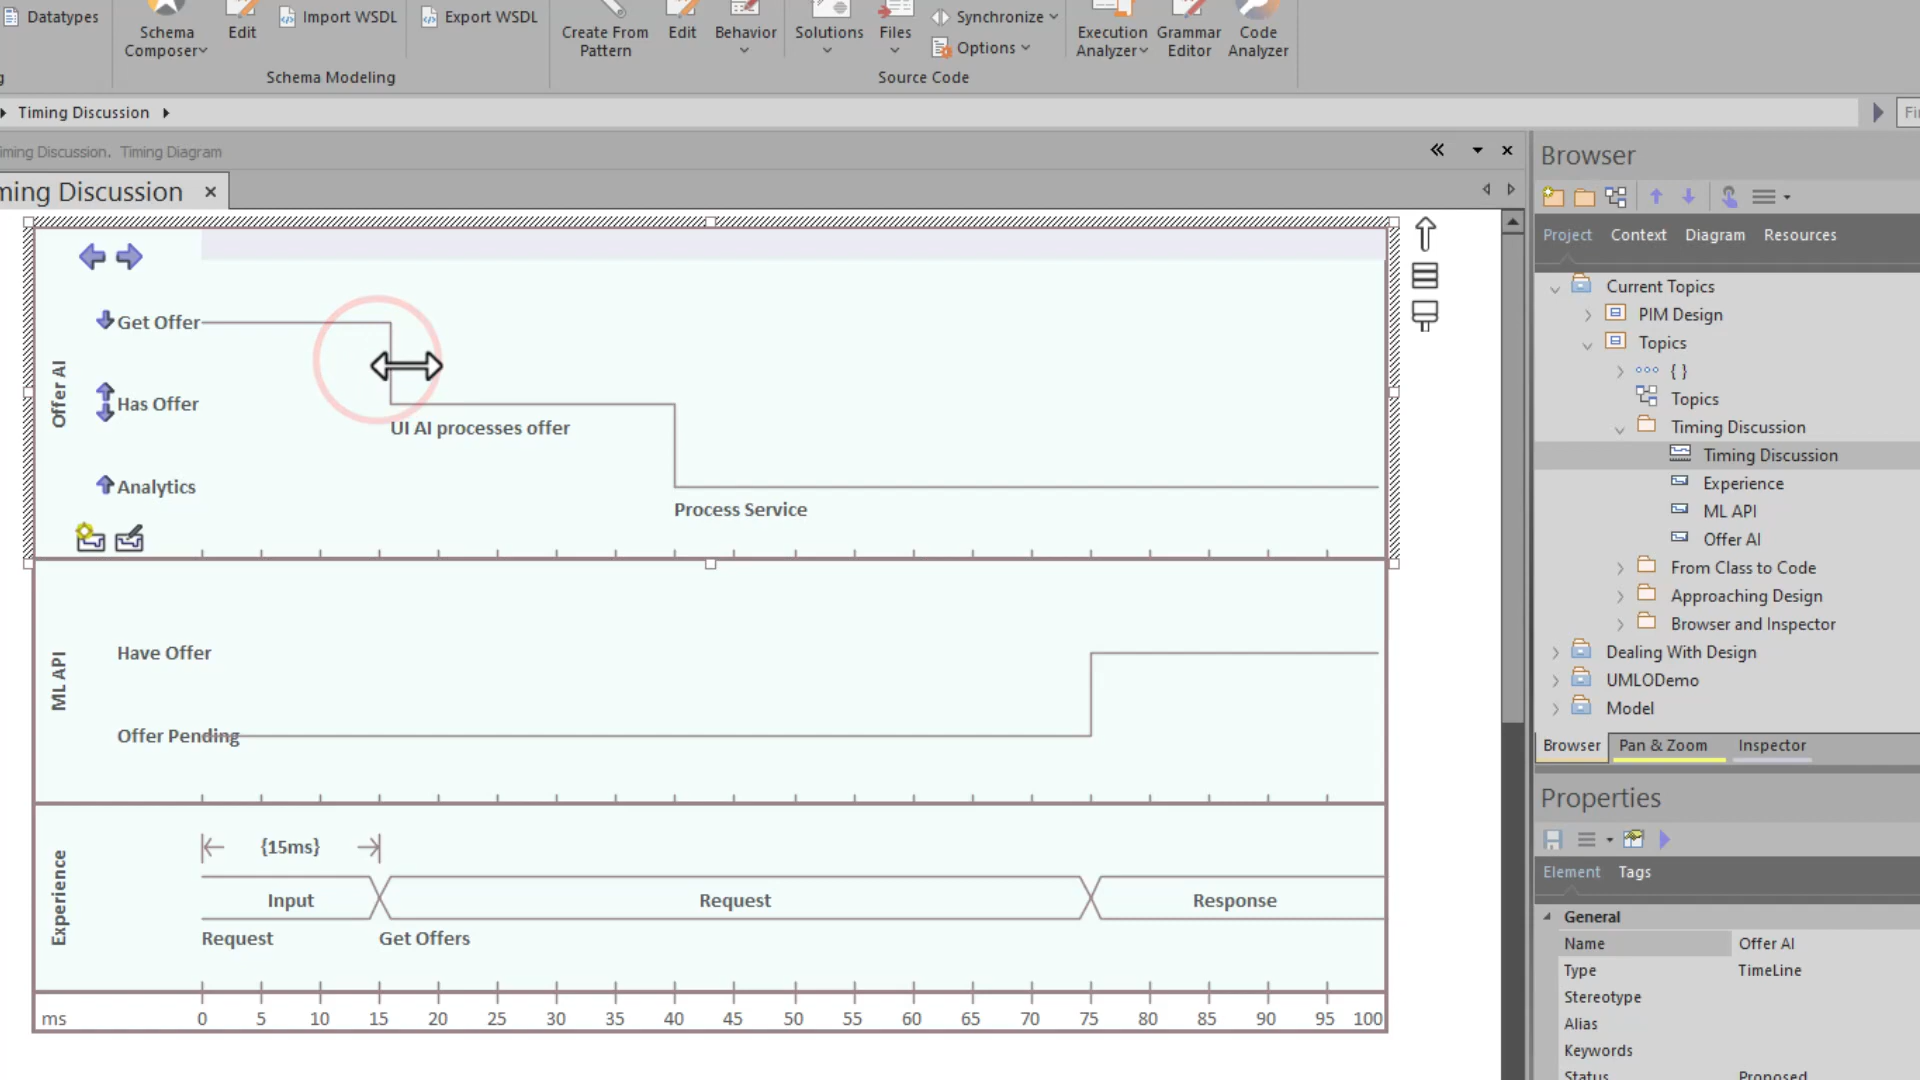 Datatypes
Schema
Composer
Edit
Import WSDL
Export WSDL
Schema Modeling
Create From
Pattern
Edit
Behavior
Solutions
Files
Synchronize
Options
Source Code
Execution
Analyzer
Grammar
Editor
Code
Analyzer
g
Timing Discussion
Fi
iming Discussion. Timing Diagram
ming Discussion
Offer AI
Get Offer
Has Offer
UI AI processes offer
Analytics
Process Service
ML API
Have Offer
Offer Pending
Experience
{15ms}
Input
Request
Response
Request
Get Offers
ms
0 5 10 15 20 25 30 35 40 45 50 55 60 65 70 75 80 85 90 95 100
Browser
Project Context Diagram Resources
Current Topics
PIM Design
Topics
{ }
Topics
Timing Discussion
Timing Discussion
Experience
ML API
Offer AI
From Class to Code
Approaching Design
Browser and Inspector
Dealing With Design
UMLODemo
Model
Browser Pan & Zoom Inspector
Properties
Element Tags
General
Name Offer AI
Type TimeLine
Stereotype
Alias
Keywords
Status Proposed